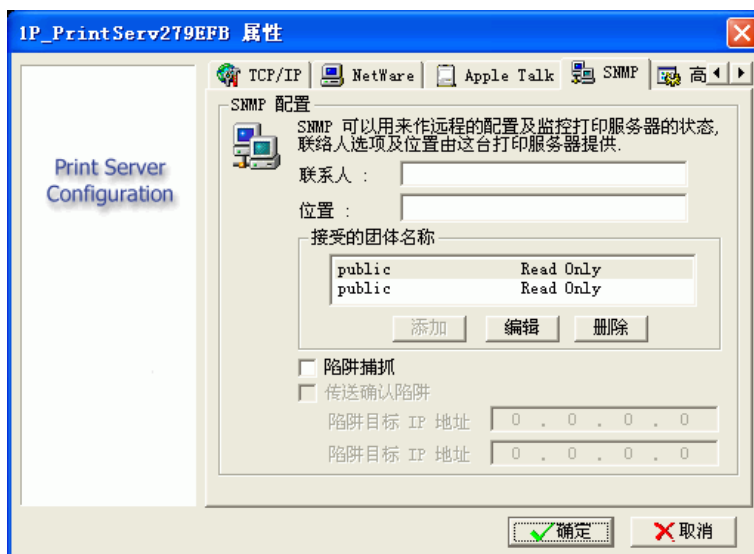 1P_PrintServ279EFB 属性
TCP/IP
NetWare
Apple Talk
SNMP
高
Print Server
Configuration
SNMP 配置
SNMP 可以用来作远程的配置及监控打印服务器的状态,
联络人选项及位置由这台打印服务器提供.
联系人 :
位置 :
接受的团体名称
public Read Only
public Read Only
添加
编辑
删除
陷阱捕抓
传送确认陷阱
陷阱目标 IP 地址 0 . 0 . 0 . 0
陷阱目标 IP 地址 0 . 0 . 0 . 0
确定
取消